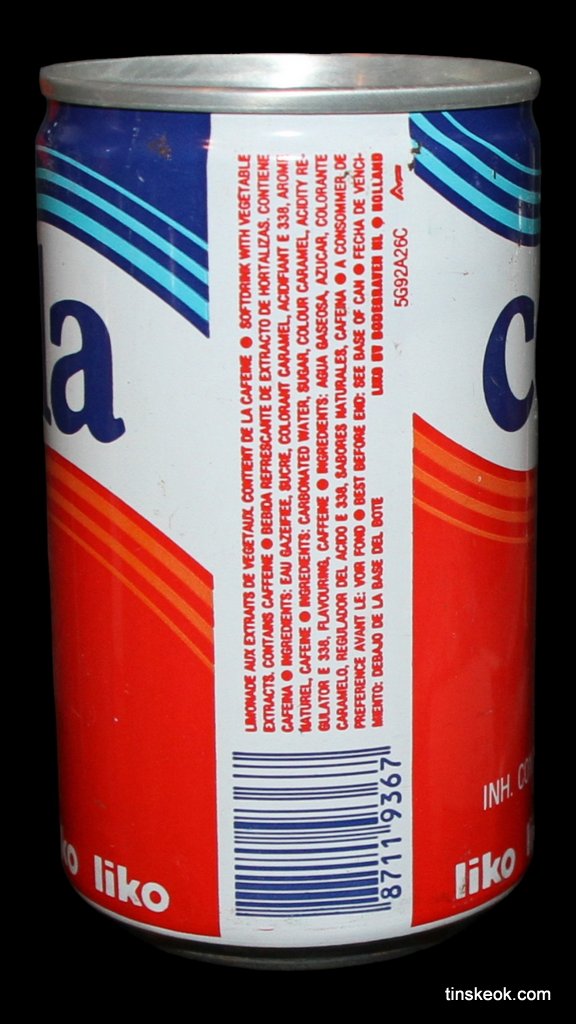 la
c
LIMONADE AUX EXTRAITS DE VEGETAUX. CONTIENT DE LA CAFEINE ● SOFTDRINK WITH VEGETABLE
EXTRACTS. CONTAINS CAFFEINE ● BEBIDA REFRESCANTE DE EXTRACTO DE HORTALIZAS. CONTIENE
CAFEINA ● INGREDIENTS: EAU GAZEIFIEE, SUCRE, COLORANT CARAMEL, ACIDIFIANT E 338, AROME
NATUREL, CAFEINE ● INGREDIENTS: CARBONATED WATER, SUGAR, COLOUR CARAMEL, ACIDITY RE-
GULATOR E 338, FLAVOURING, CAFFEINE ● INGREDIENTS: AGUA GASEOSA, AZUCAR, COLORANTE
CARAMELO, REGULADOR DEL ACIDO E 338, SABORES NATURALES, CAFEINA ● A CONSOMMER DE
PREFERENCE AVANT LE: VOIR FOND ● BEST BEFORE END: SEE BASE OF CAN ● FECHA DE VENCI-
MIENTO: DEBAJO DE LA BASE DEL BOTE
LIKO BV BODEGRAVEN NL ● HOLLAND
5G92A26C
8711 9367
INH. CO
ko liko
liko
tinskeok.com